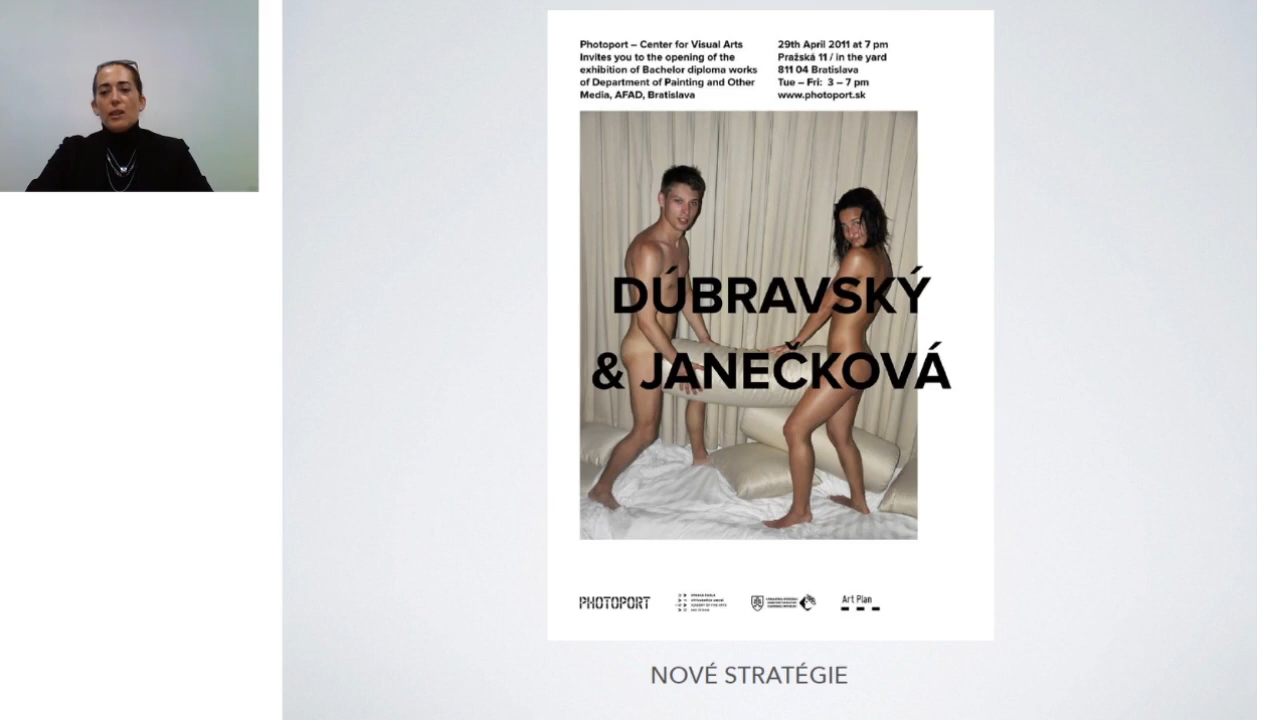 Photoport – Center for Visual Arts
Invites you to the opening of the
exhibition of Bachelor diploma works
of Department of Painting and Other
Media, AFAD, Bratislava
29th April 2011 at 7 pm
Pražská 11 / in the yard
811 04 Bratislava
Tue – Fri: 3 – 7 pm
www.photoport.sk
DÚBRAVSKÝ
& JANEČKOVÁ
PHOTOPORT
Art Plan
NOVÉ STRATÉGIE